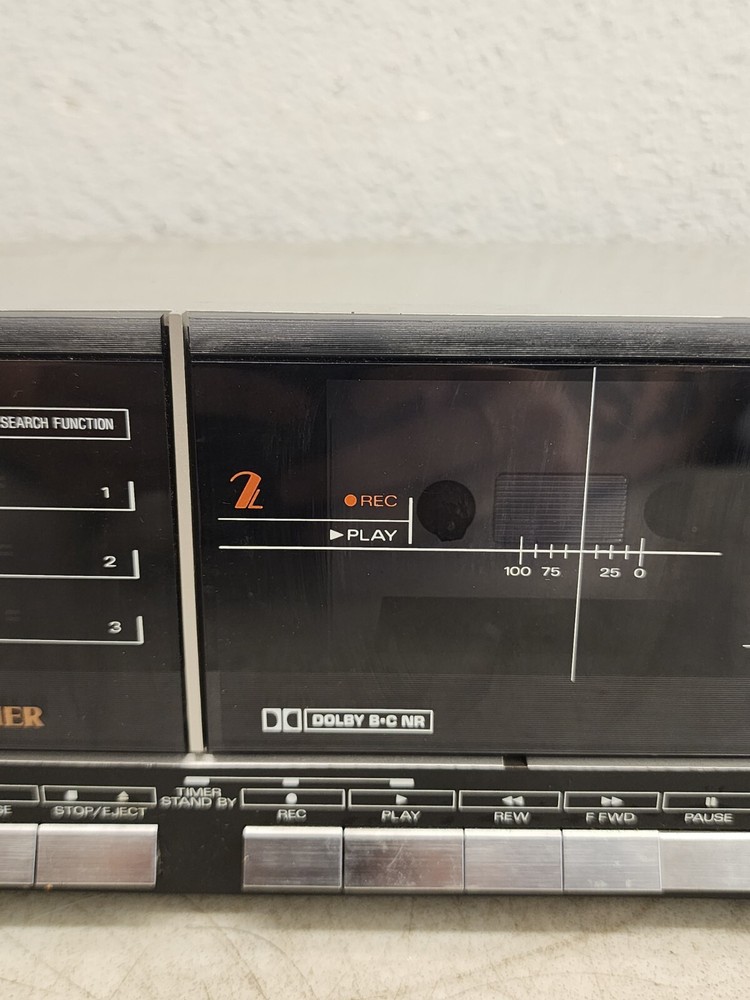 SEARCH FUNCTION
1
2
●REC
2
▶PLAY
100 75 25 0
3
ER
DOLBY B·C NR
STOP/EJECT
TIMER
STAND BY
REC
PLAY
REW
F FWD
PAUSE